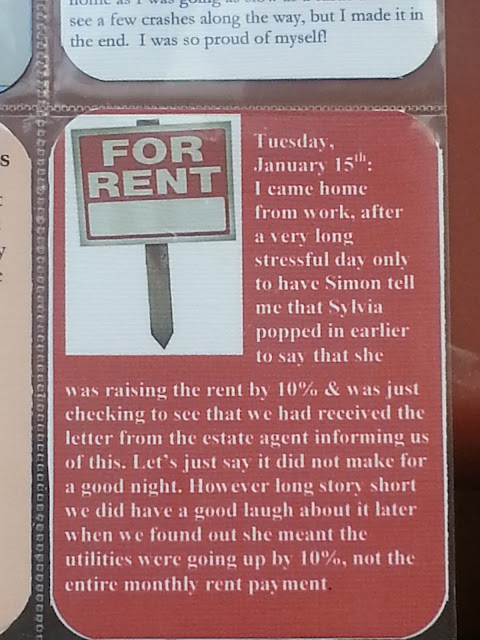 see a few crashes along the way, but I made it in
the end. I was so proud of myself!
FOR
RENT
Tuesday,
January 15th:
I came home
from work, after
a very long
stressful day only
to have Simon tell
me that Sylvia
popped in earlier
to say that she
was raising the rent by 10% & was just
checking to see that we had received the
letter from the estate agent informing us
of this. Let's just say it did not make for
a good night. However long story short
we did have a good laugh about it later
when we found out she meant the
utilities were going up by 10%, not the
entire monthly rent payment.